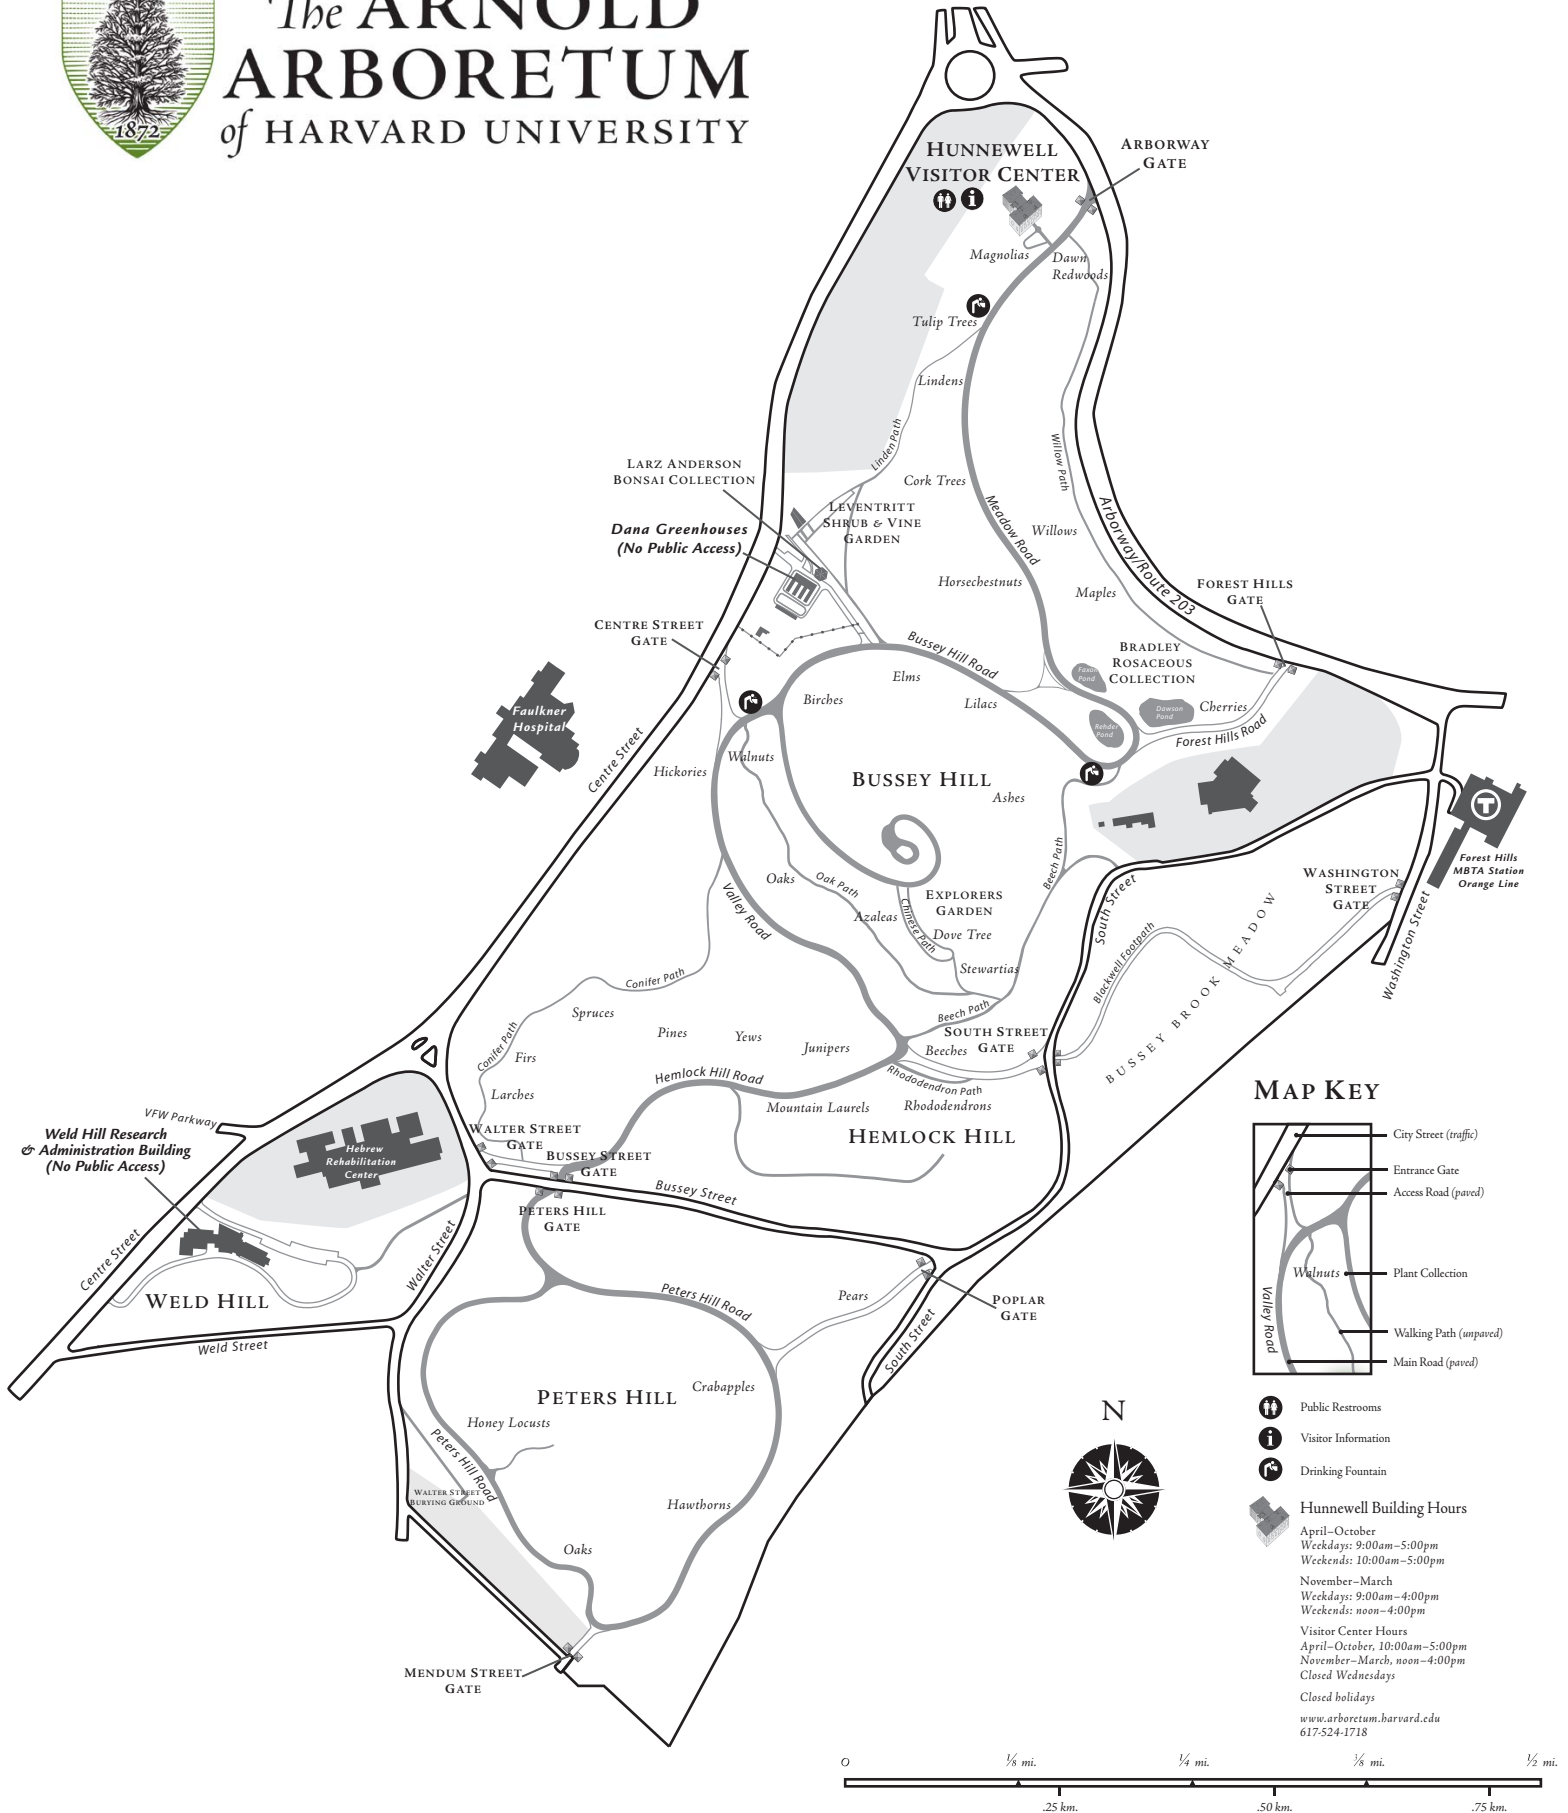 The ARNOLD
ARBORETUM
of HARVARD UNIVERSITY
1872
HUNNEWELL
VISITOR CENTER
ARBORWAY
GATE
Magnolias
Dawn
Redwoods
Tulip Trees
Lindens
Linden Path
Willow Path
LARZ ANDERSON
BONSAI COLLECTION
Cork Trees
LEVENTRITT
SHRUB & VINE
GARDEN
Dana Greenhouses
(No Public Access)
Meadow Road
Willows
Arborway/Route 203
Horsechestnuts
Maples
FOREST HILLS
GATE
CENTRE STREET
GATE
Bussey Hill Road
BRADLEY
ROSACEOUS
COLLECTION
Faxon
Pond
Elms
Birches
Lilacs
Dawson
Pond
Cherries
Rehder
Pond
Forest Hills Road
Faulkner
Hospital
Centre Street
Walnuts
Hickories
BUSSEY HILL
Ashes
Forest Hills
MBTA Station
Orange Line
WASHINGTON
STREET
GATE
Washington Street
Beech Path
Oaks
Oak Path
Valley Road
EXPLORERS
GARDEN
Azaleas
Chinese Path
Dove Tree
Stewartias
South Street
Blackwell Footpath
BUSSEY BROOK MEADOW
Conifer Path
Spruces
Beech Path
Pines
Yews
Junipers
SOUTH STREET
GATE
Beeches
Conifer Path
Firs
Larches
Hemlock Hill Road
Rhododendron Path
Mountain Laurels
Rhododendrons
HEMLOCK HILL
VFW Parkway
Weld Hill Research
& Administration Building
(No Public Access)
Hebrew
Rehabilitation
Center
WALTER STREET
GATE
BUSSEY STREET
GATE
Bussey Street
PETERS HILL
GATE
Centre Street
Walter Street
WELD HILL
Weld Street
Peters Hill Road
Pears
POPLAR
GATE
South Street
PETERS HILL
Crabapples
Honey Locusts
Peters Hill Road
WALTER STREET
BURYING GROUND
Hawthorns
Oaks
MENDUM STREET
GATE
N
MAP KEY
City Street (traffic)
Entrance Gate
Access Road (paved)
Walnuts
Plant Collection
Valley Road
Walking Path (unpaved)
Main Road (paved)
Public Restrooms
Visitor Information
Drinking Fountain
Hunnewell Building Hours
April–October
Weekdays: 9:00am–5:00pm
Weekends: 10:00am–5:00pm
November–March
Weekdays: 9:00am–4:00pm
Weekends: noon–4:00pm
Visitor Center Hours
April–October, 10:00am–5:00pm
November–March, noon–4:00pm
Closed Wednesdays
Closed holidays
www.arboretum.harvard.edu
617-524-1718
0 1/8 mi. 1/4 mi. 3/8 mi. 1/2 mi.
.25 km. .50 km. .75 km.